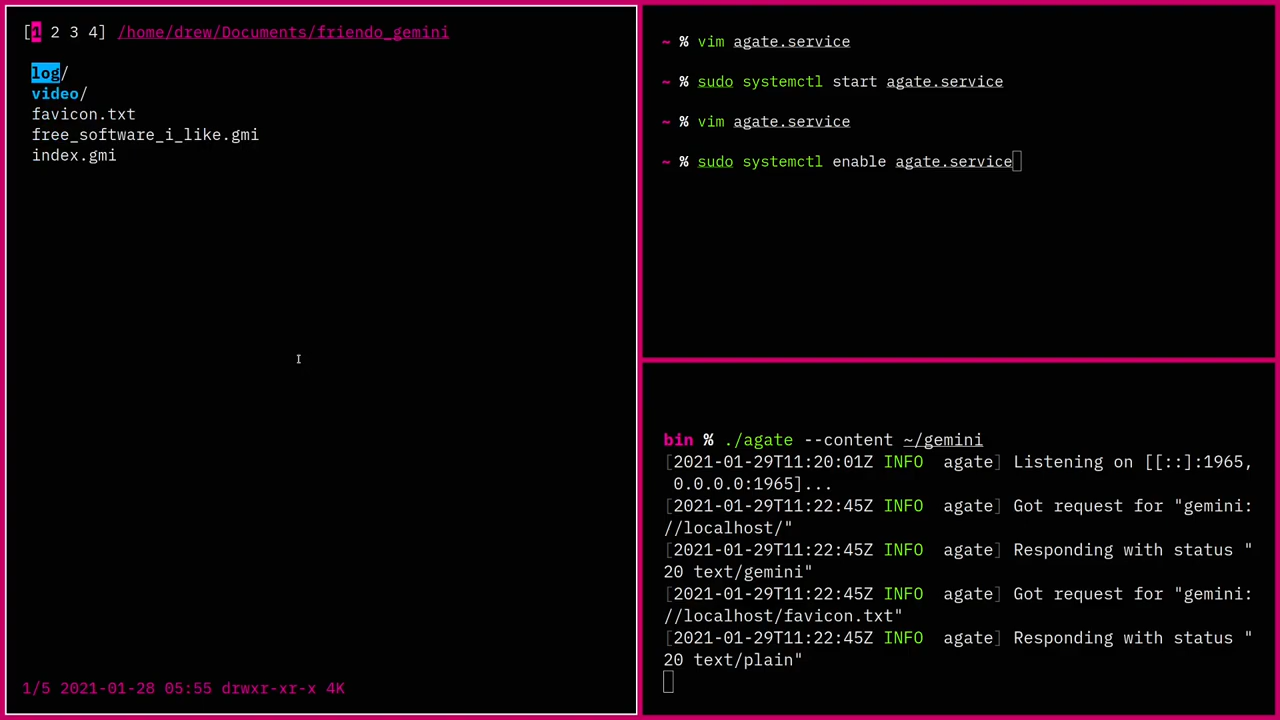 [1 2 3 4] /home/drew/Documents/friendo_gemini
log/
video/
favicon.txt
free_software_i_like.gmi
index.gmi
1/5 2021-01-28 05:55 drwxr-xr-x 4K
~ % vim agate.service
~ % sudo systemctl start agate.service
~ % vim agate.service
~ % sudo systemctl enable agate.service
bin % ./agate --content ~/gemini
[2021-01-29T11:20:01Z INFO  agate] Listening on [[::]:1965,
0.0.0.0:1965]...
[2021-01-29T11:22:45Z INFO  agate] Got request for "gemini:
//localhost/"
[2021-01-29T11:22:45Z INFO  agate] Responding with status "
20 text/gemini"
[2021-01-29T11:22:45Z INFO  agate] Got request for "gemini:
//localhost/favicon.txt"
[2021-01-29T11:22:45Z INFO  agate] Responding with status "
20 text/plain"